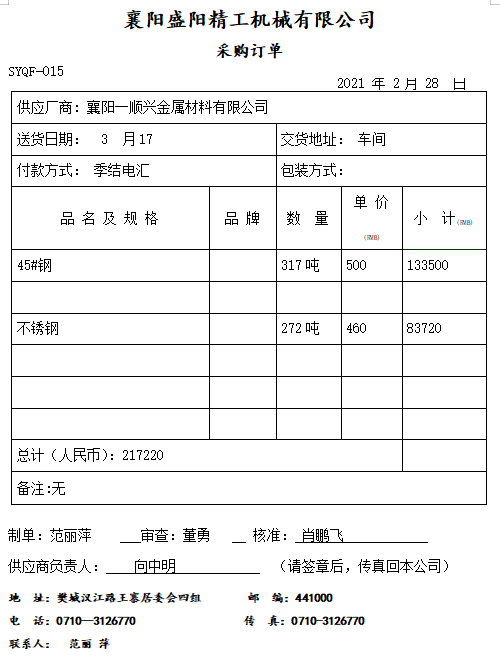 襄阳盛阳精工机械有限公司
采购订单
SYQF-015
2021 年 2 月 28 日
供应厂商: 襄阳一顺兴金属材料有限公司
送货日期: 3 月17 交货地址: 车间
付款方式: 季结电汇 包装方式:
品 名 及 规 格 品 牌 数 量 单 价(RMB) 小 计(RMB)
45#钢 317 吨 500 133500
不锈钢 272 吨 460 83720
总计（人民币）: 217220
备注:无
制单: 范丽萍 审查: 董勇 核准: 肖鹏飞
供应商负责人: 向中明 （请签章后，传真回本公司）
地 址: 樊城汉江路王寨居委会四组 邮 编: 441000
电 话: 0710—3126770 传 真: 0710-3126770
联系人: 范丽 萍